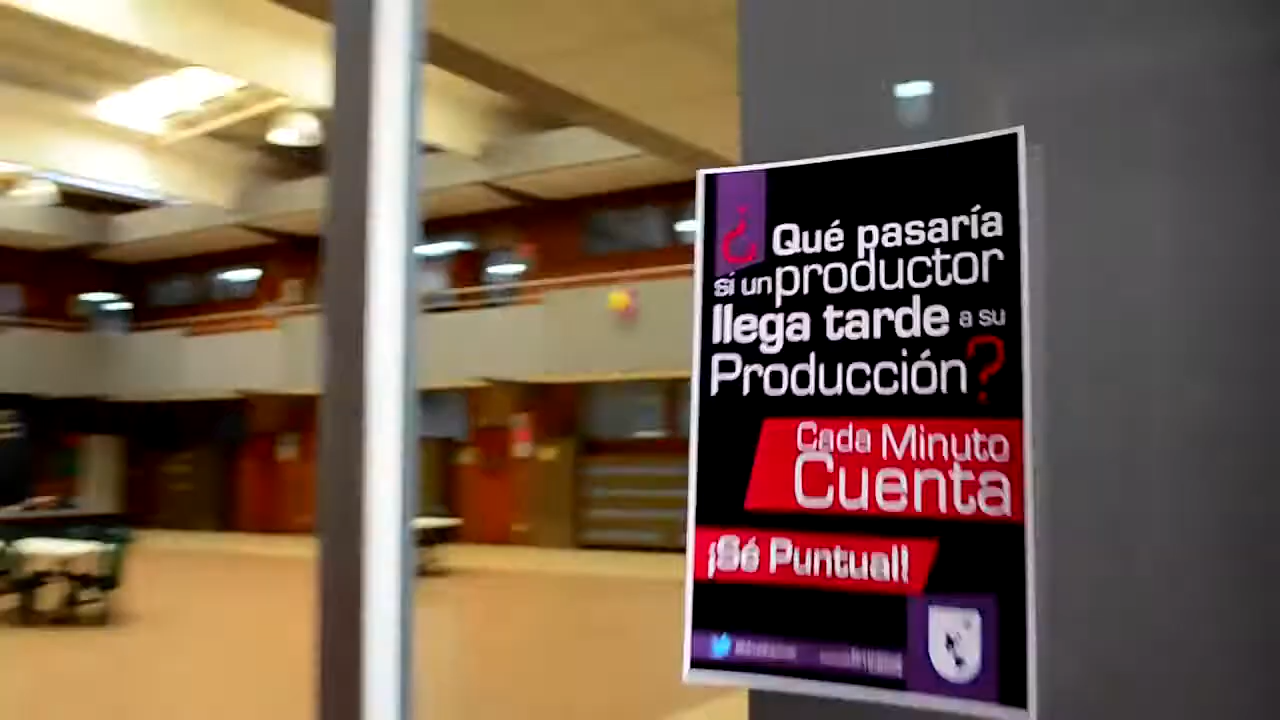 ¿Qué pasaría
si un productor
llega tarde a su
Producción?
Cada Minuto
Cuenta
¡Sé Puntual!